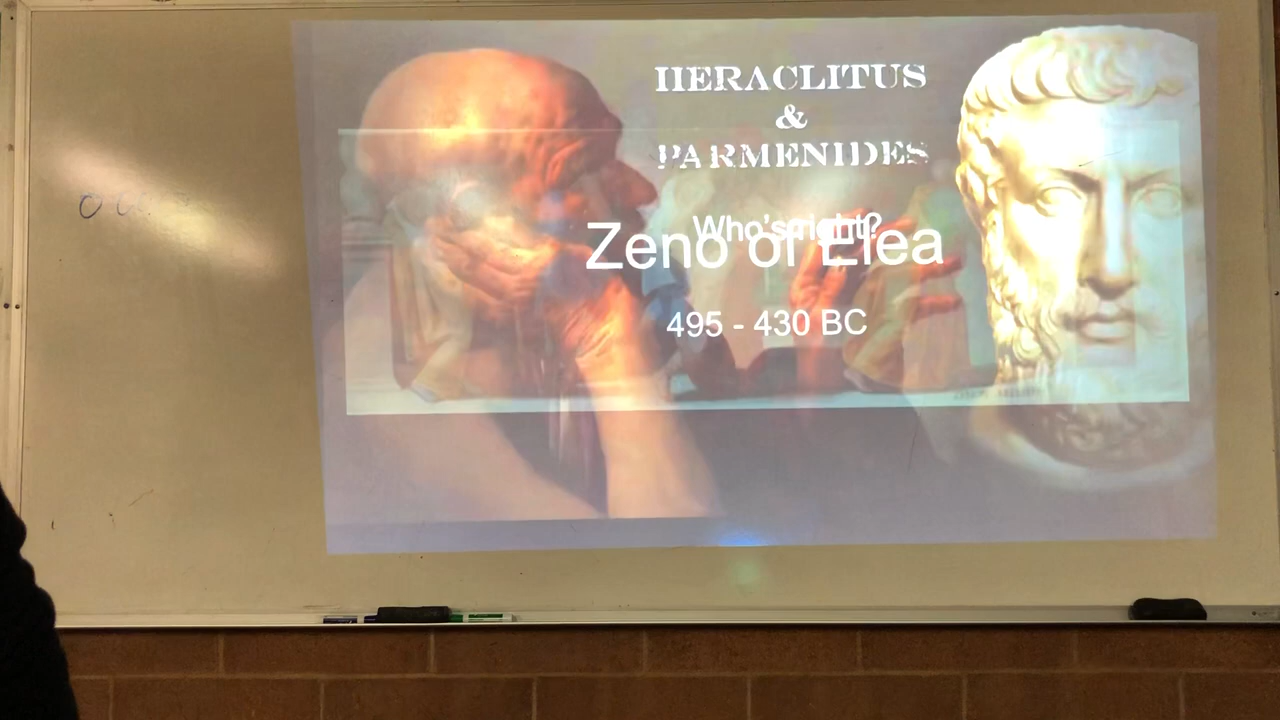 HERACLITUS
&
PARMENIDES
Who's right?
Zeno of Elea
495 - 430 BC